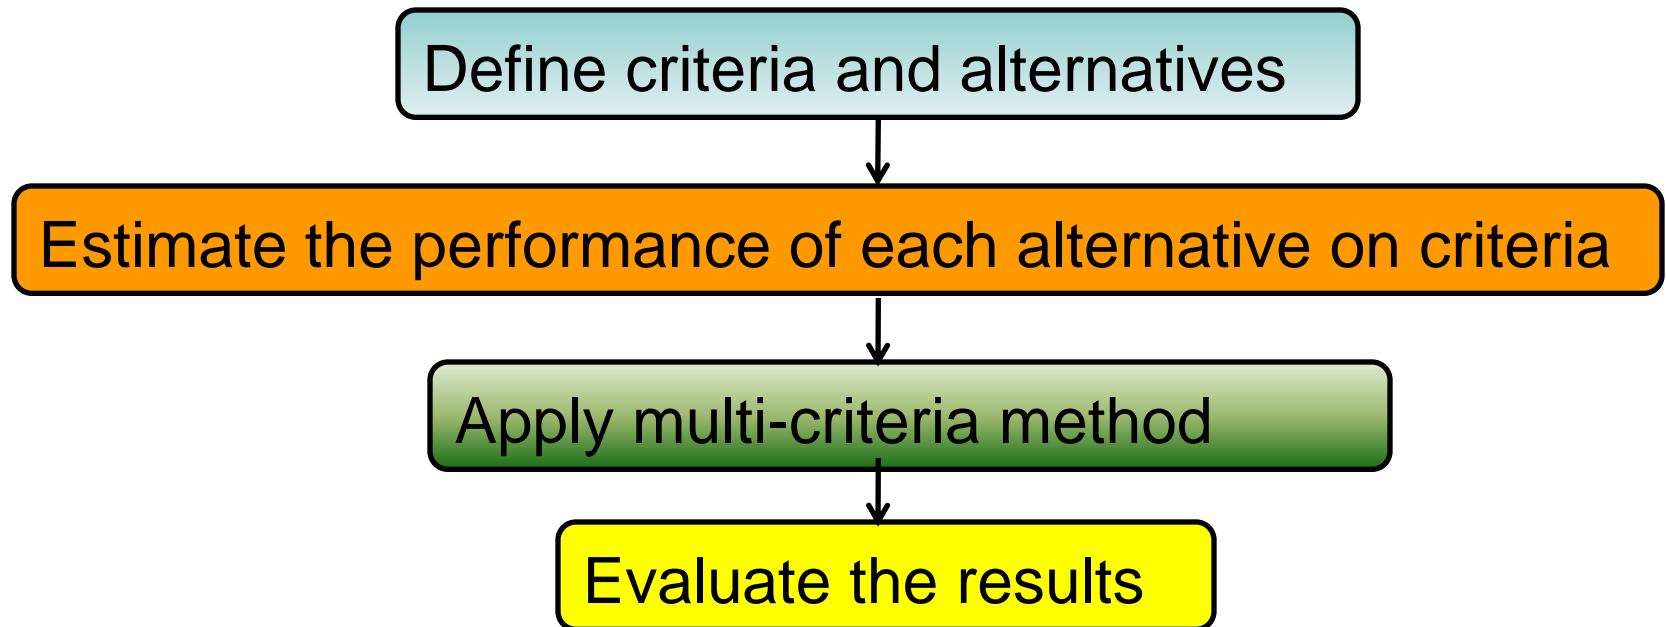 Define criteria and alternatives
Estimate the performance of each alternative on criteria
Apply multi-criteria method
Evaluate the results